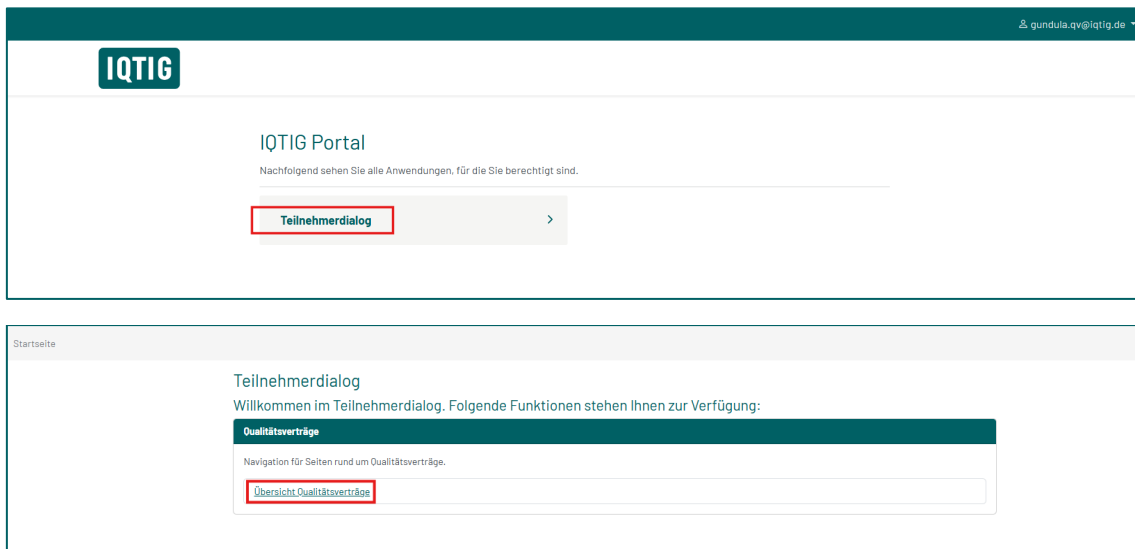 gundula.qv@iqtig.de
IQTIG
IQTIG Portal
Nachfolgend sehen Sie alle Anwendungen, für die Sie berechtigt sind.
Teilnehmerdialog
Startseite
Teilnehmerdialog
Willkommen im Teilnehmerdialog. Folgende Funktionen stehen Ihnen zur Verfügung:
Qualitätsverträge
Navigation für Seiten rund um Qualitätsverträge.
Übersicht Qualitätsverträge